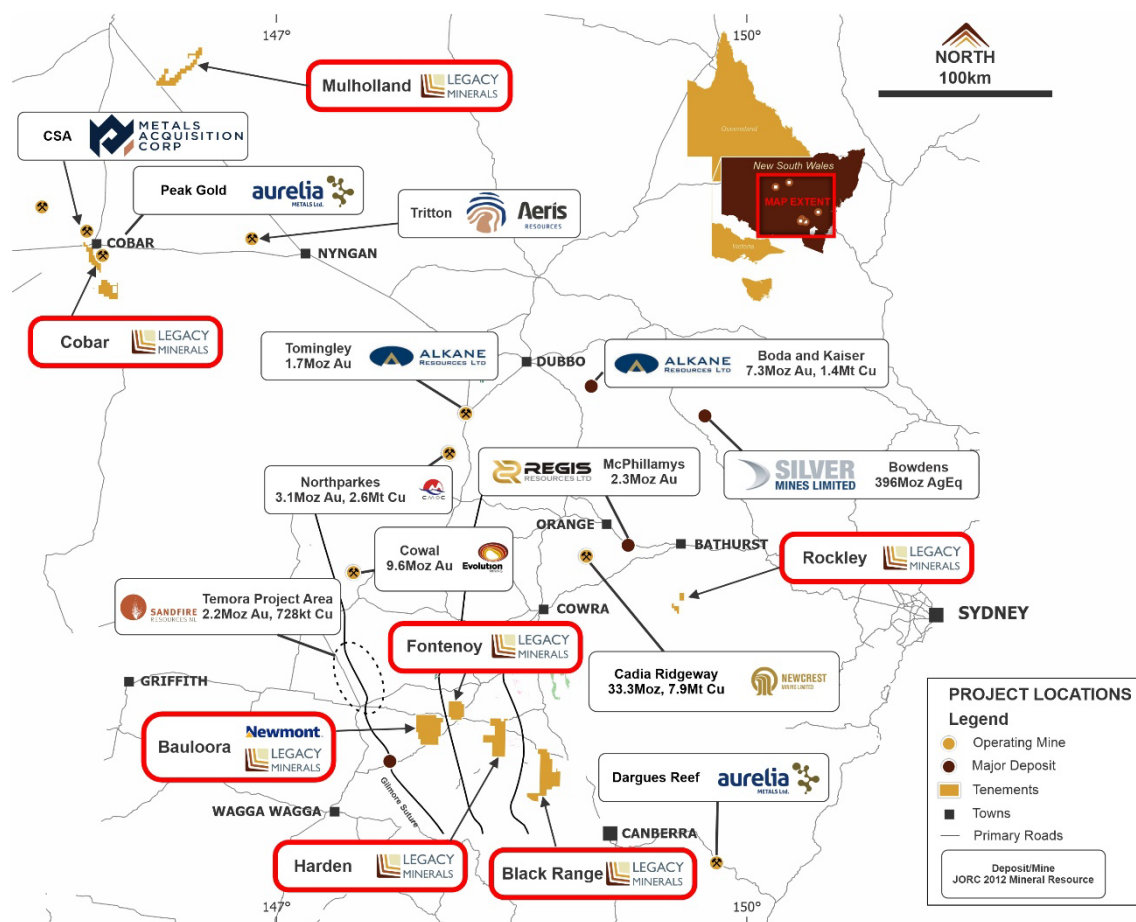 147°
150°
NORTH
100km
Mulholland
LEGACY
MINERALS
CSA
METALS
ACQUISITION
CORP
Queensland
New South Wales
MAP EXTENT
Victoria
Peak Gold
aurelia
METALS Ltd.
Tritton
Aeris
RESOURCES
COBAR
NYNGAN
Cobar
LEGACY
MINERALS
Tomingley
1.7Moz Au
ALKANE
RESOURCES LTD
DUBBO
ALKANE
RESOURCES LTD
Boda and Kaiser
7.3Moz Au, 1.4Mt Cu
Northparkes
3.1Moz Au, 2.6Mt Cu
CMOC
REGIS
RESOURCES LTD
McPhillamys
2.3Moz Au
SILVER
MINES LIMITED
Bowdens
396Moz AgEq
ORANGE
BATHURST
Cowal
9.6Moz Au
Evolution
MINING
Rockley
LEGACY
MINERALS
SANDFIRE
RESOURCES NL
Temora Project Area
2.2Moz Au, 728kt Cu
COWRA
SYDNEY
Fontenoy
LEGACY
MINERALS
Cadia Ridgeway
33.3Moz, 7.9Mt Cu
NEWCREST
MINING LIMITED
GRIFFITH
Bauloora
Newmont
LEGACY
MINERALS
Gilmore Suture
WAGGA WAGGA
Dargues Reef
aurelia
METALS Ltd.
CANBERRA
Harden
LEGACY
MINERALS
Black Range
LEGACY
MINERALS
PROJECT LOCATIONS
Legend
Operating Mine
Major Deposit
Tenements
Towns
Primary Roads
Deposit/Mine
JORC 2012 Mineral Resource
147°
150°